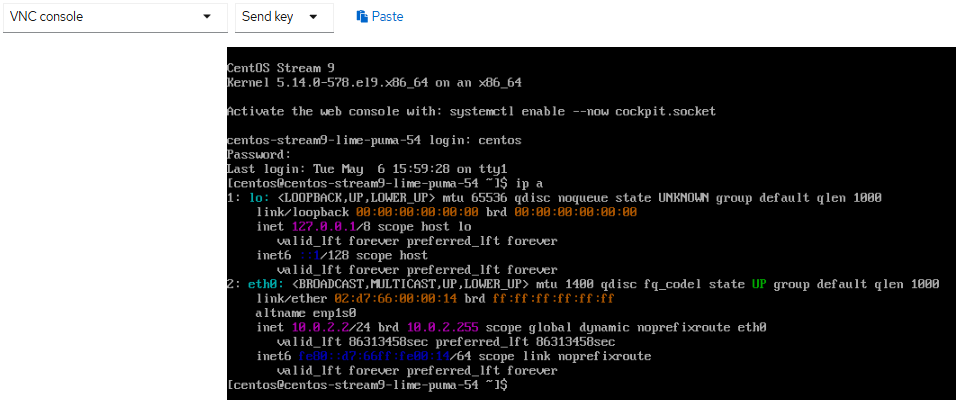 VNC console Send key Paste
CentOS Stream 9
Kernel 5.14.0-578.el9.x86_64 on an x86_64
Activate the web console with: systemctl enable --now cockpit.socket
centos-stream9-lime-puma-54 login: centos
Password:
Last login: Tue May  6 15:59:28 on tty1
[centos@centos-stream9-lime-puma-54 ~]$ ip a
1: lo: <LOOPBACK,UP,LOWER_UP> mtu 65536 qdisc noqueue state UNKNOWN group default qlen 1000
    link/loopback 00:00:00:00:00:00 brd 00:00:00:00:00:00
    inet 127.0.0.1/8 scope host lo
       valid_lft forever preferred_lft forever
    inet6 ::1/128 scope host
       valid_lft forever preferred_lft forever
2: eth0: <BROADCAST,MULTICAST,UP,LOWER_UP> mtu 1400 qdisc fq_codel state UP group default qlen 1000
    link/ether 02:d7:66:00:00:14 brd ff:ff:ff:ff:ff:ff
    altname enp1s0
    inet 10.0.2.2/24 brd 10.0.2.255 scope global dynamic noprefixroute eth0
       valid_lft 86313458sec preferred_lft 86313458sec
    inet6 fe80::d7:66ff:fe00:14/64 scope link noprefixroute
       valid_lft forever preferred_lft forever
[centos@centos-stream9-lime-puma-54 ~]$